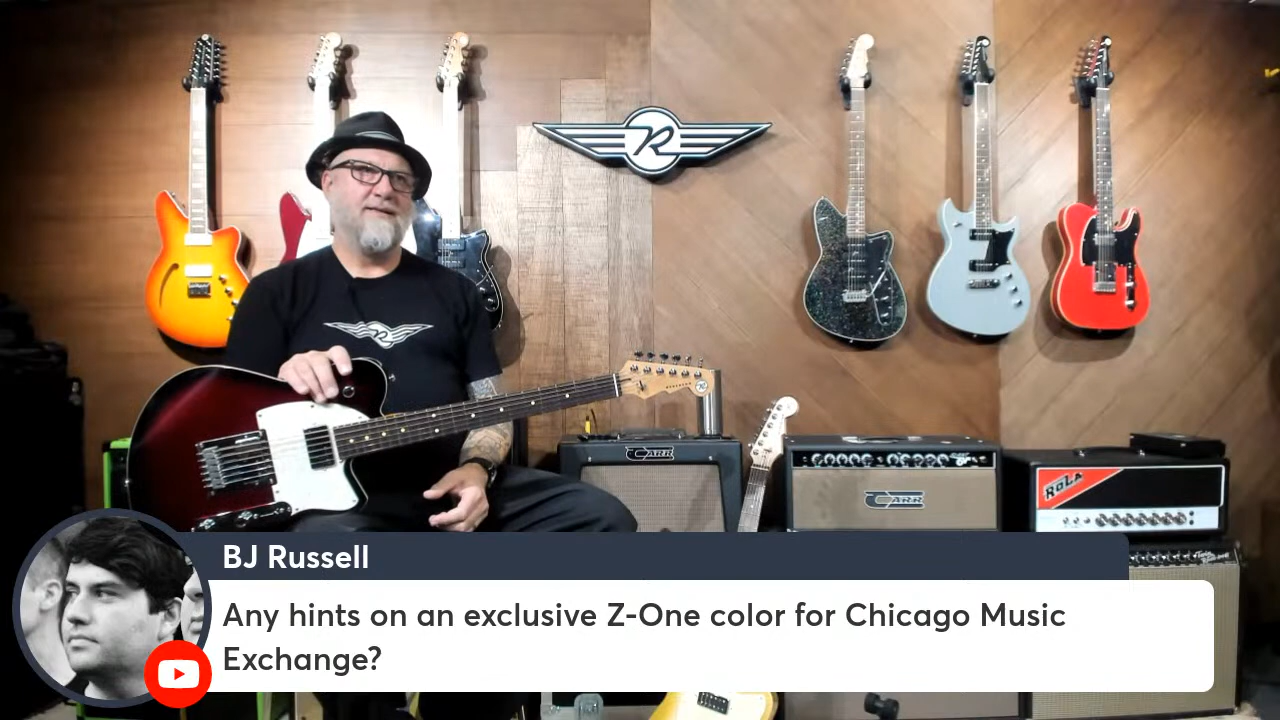 CARR
CARR
RoLA
BJ Russell
Any hints on an exclusive Z-One color for Chicago Music
Exchange?